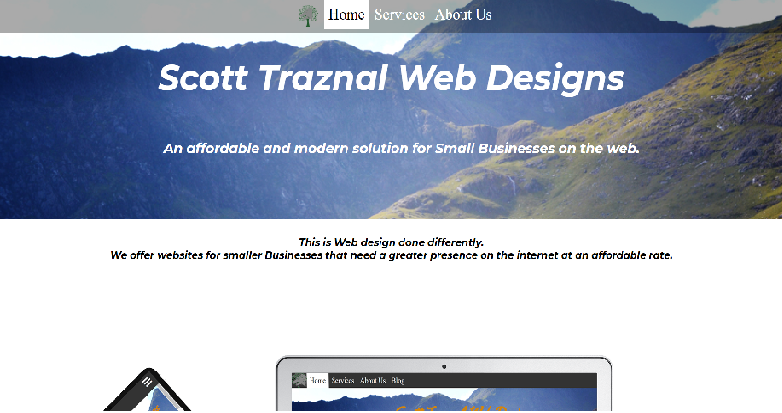 Home Services About Us
Scott Traznal Web Designs
An affordable and modern solution for Small Businesses on the web.
This is Web design done differently.
We offer websites for smaller Businesses that need a greater presence on the internet at an affordable rate.
Home Services About Us Blog